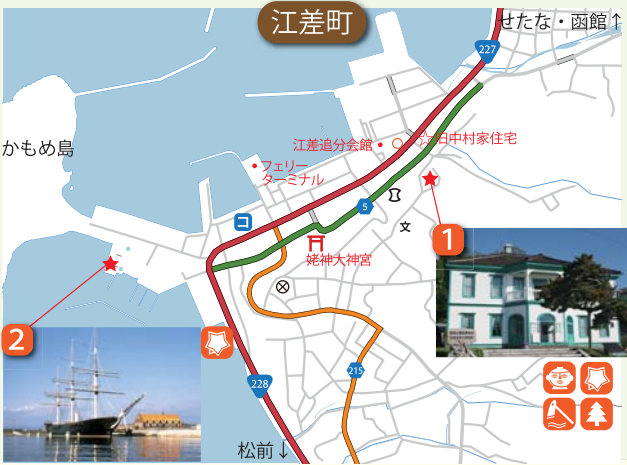 江差町
せたな・函館↑
227
かもめ島
江差追分会館
旧中村家住宅
フェリー
ターミナル
5
コ
文
1
姥神大神宮
2
215
228
松前↓